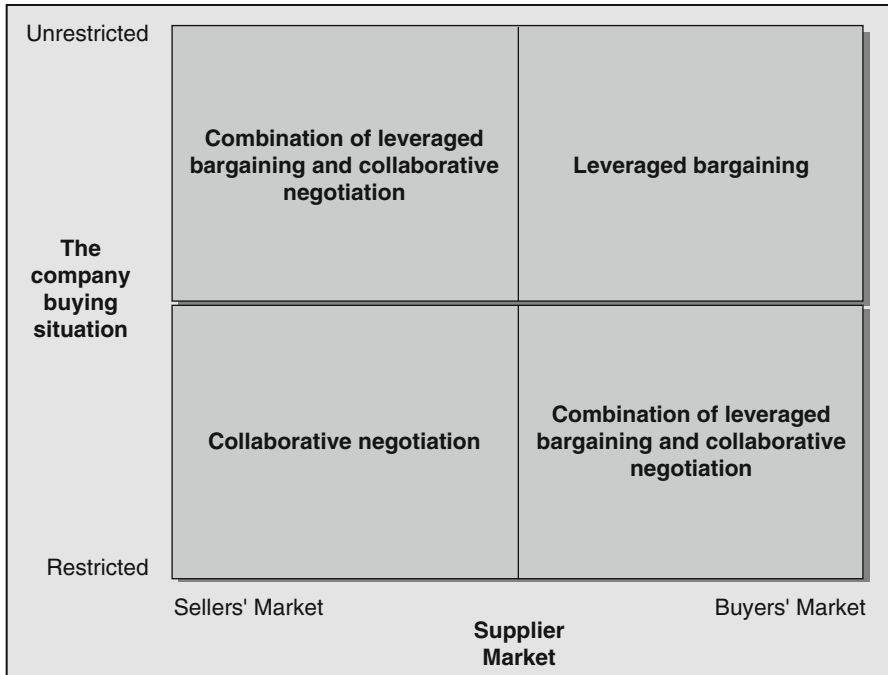 Unrestricted
Combination of leveraged
bargaining and collaborative
negotiation
Leveraged bargaining
The
company
buying
situation
Collaborative negotiation
Combination of leveraged
bargaining and collaborative
negotiation
Restricted
Sellers' Market
Buyers' Market
Supplier
Market